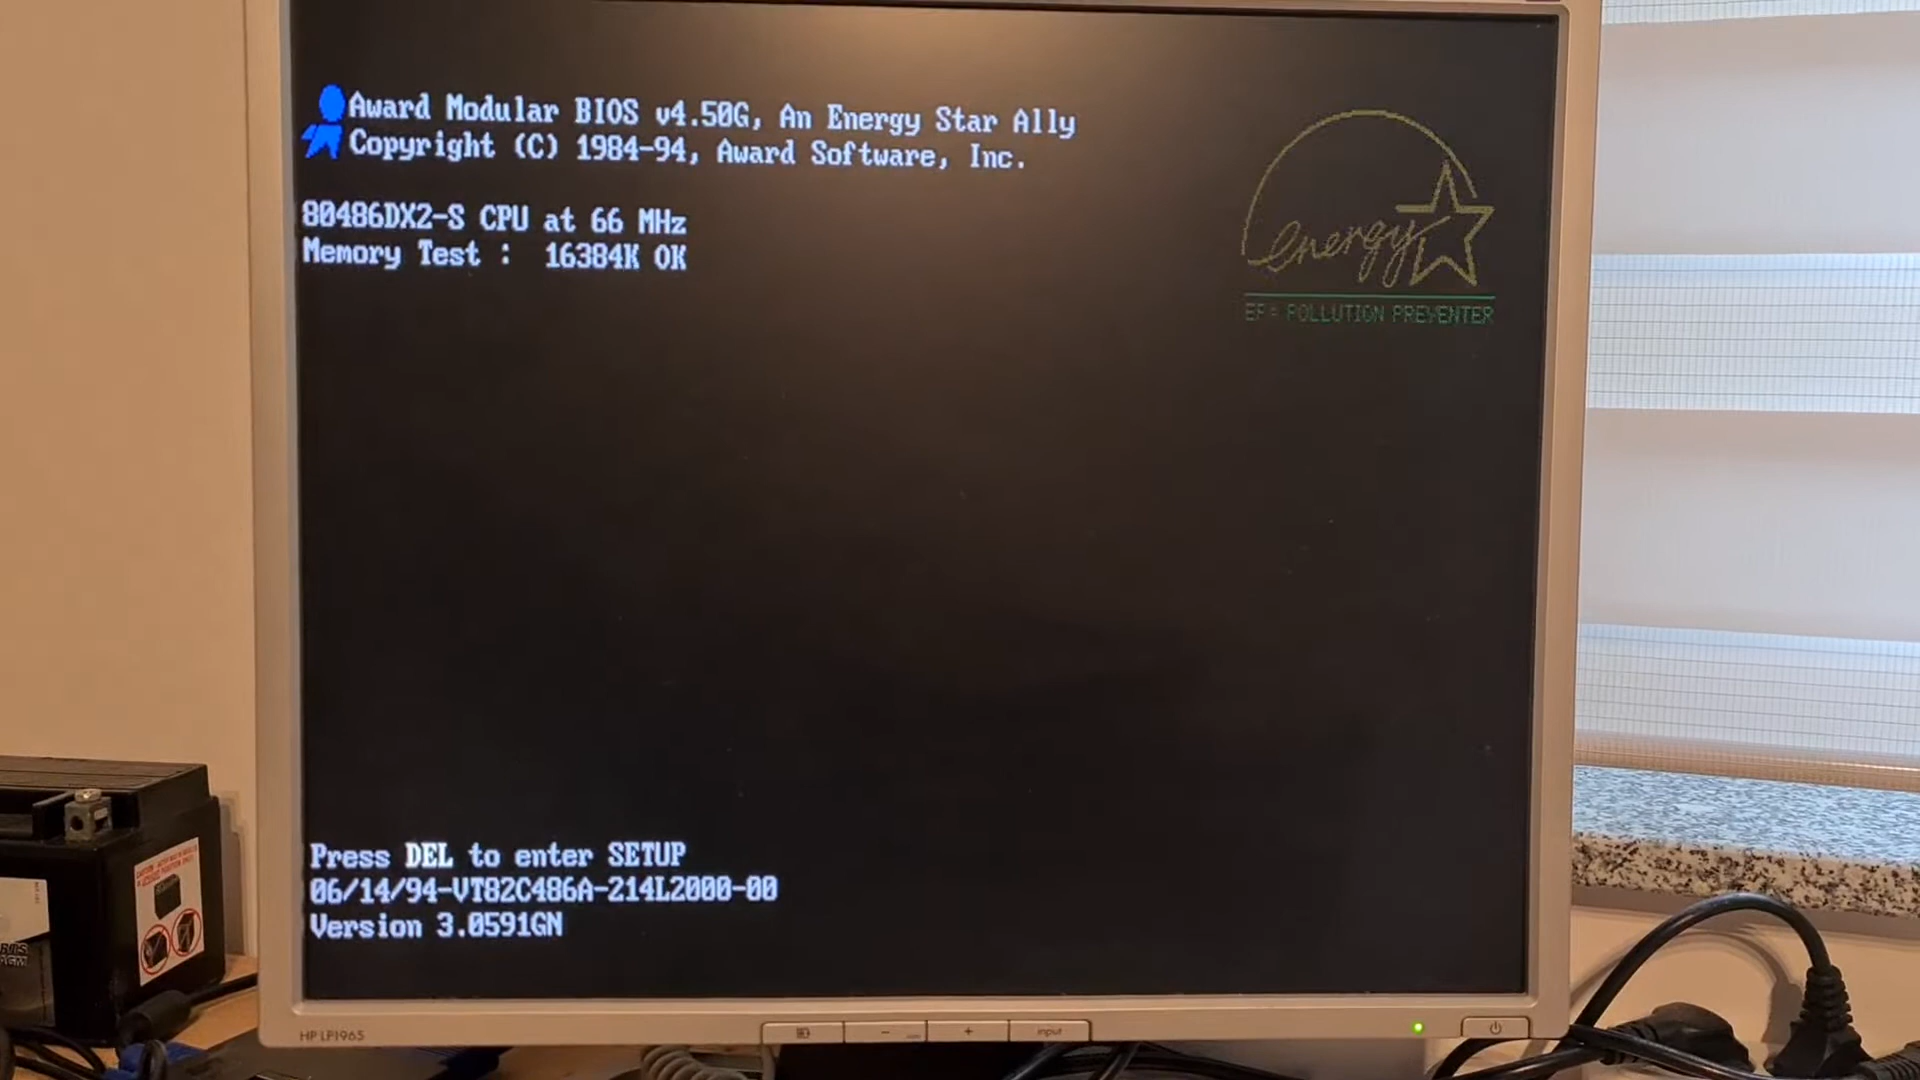 Award Modular BIOS v4.50G, An Energy Star Ally
Copyright (C) 1984-94, Award Software, Inc.
energy
POLLUTION PREVENTER
80486DX2-S CPU at 66 MHz
Memory Test : 16384K OK
Press DEL to enter SETUP
06/14/94-VT82C486A-214L2000-00
Version 3.0591GN
HP LP1965
input